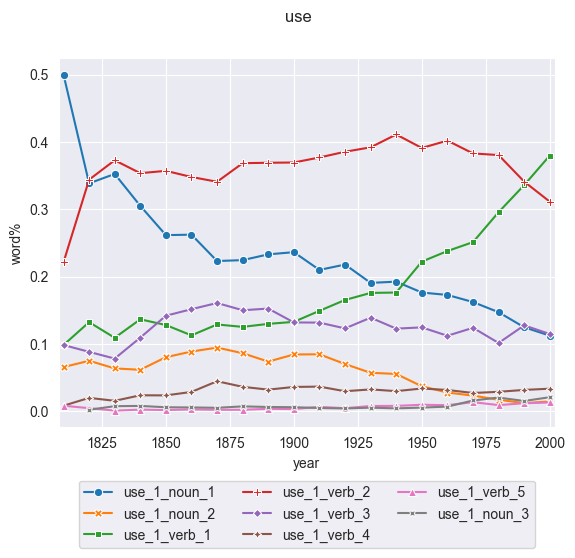 use
0.5
0.4
0.3
0.2
0.1
0.0
word%
1825 1850 1875 1900 1925 1950 1975 2000
year
use_1_noun_1 use_1_verb_2 use_1_verb_5
use_1_noun_2 use_1_verb_3 use_1_noun_3
use_1_verb_1 use_1_verb_4